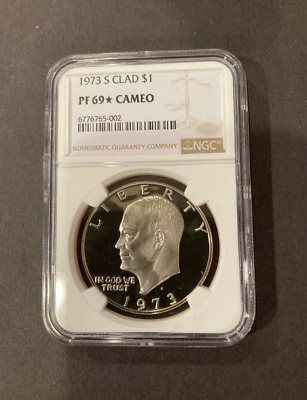 1973 S CLAD $1
PF 69★ CAMEO
6776765-002
NUMISMATIC GUARANTY COMPANY
NGC
LIBERTY
IN GOD WE
TRUST
1973